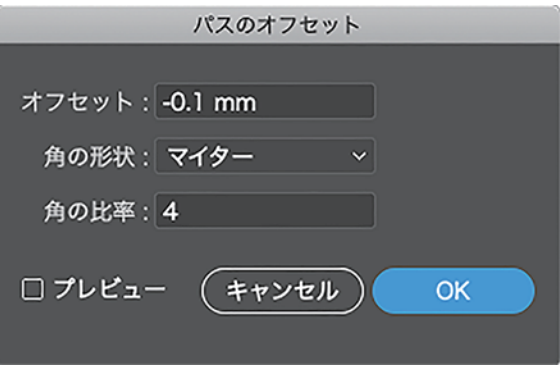 パスのオフセット
オフセット : -0.1 mm
角の形状 : マイター
角の比率 : 4
プレビュー キャンセル OK